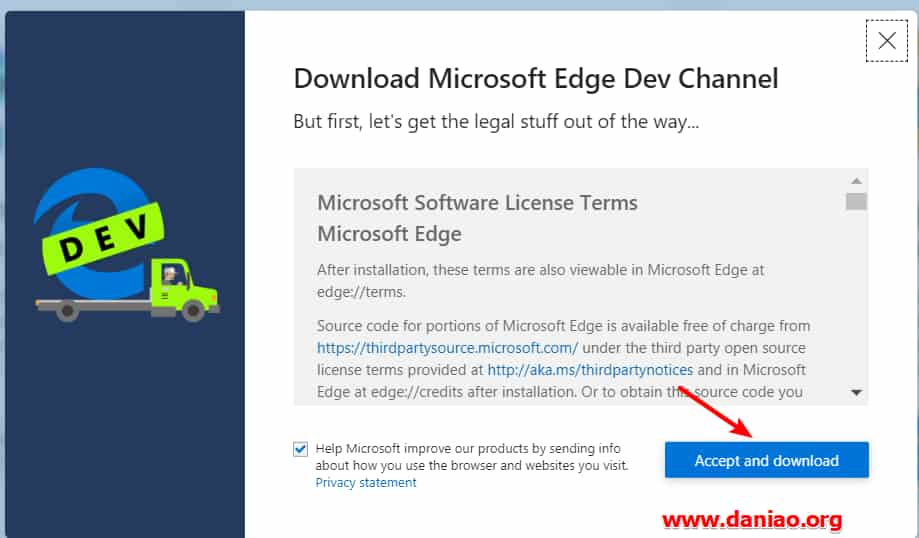 Download Microsoft Edge Dev Channel
But first, let's get the legal stuff out of the way...
DEV
Microsoft Software License Terms
Microsoft Edge
After installation, these terms are also viewable in Microsoft Edge at
edge://terms.
Source code for portions of Microsoft Edge is available free of charge from
https://thirdpartysource.microsoft.com/ under the third party open source
license terms provided at http://aka.ms/thirdpartynotices and in Microsoft
Edge at edge://credits after installation. Or to obtain this source code you
Help Microsoft improve our products by sending info
about how you use the browser and websites you visit.
Privacy statement
Accept and download
www.daniao.org